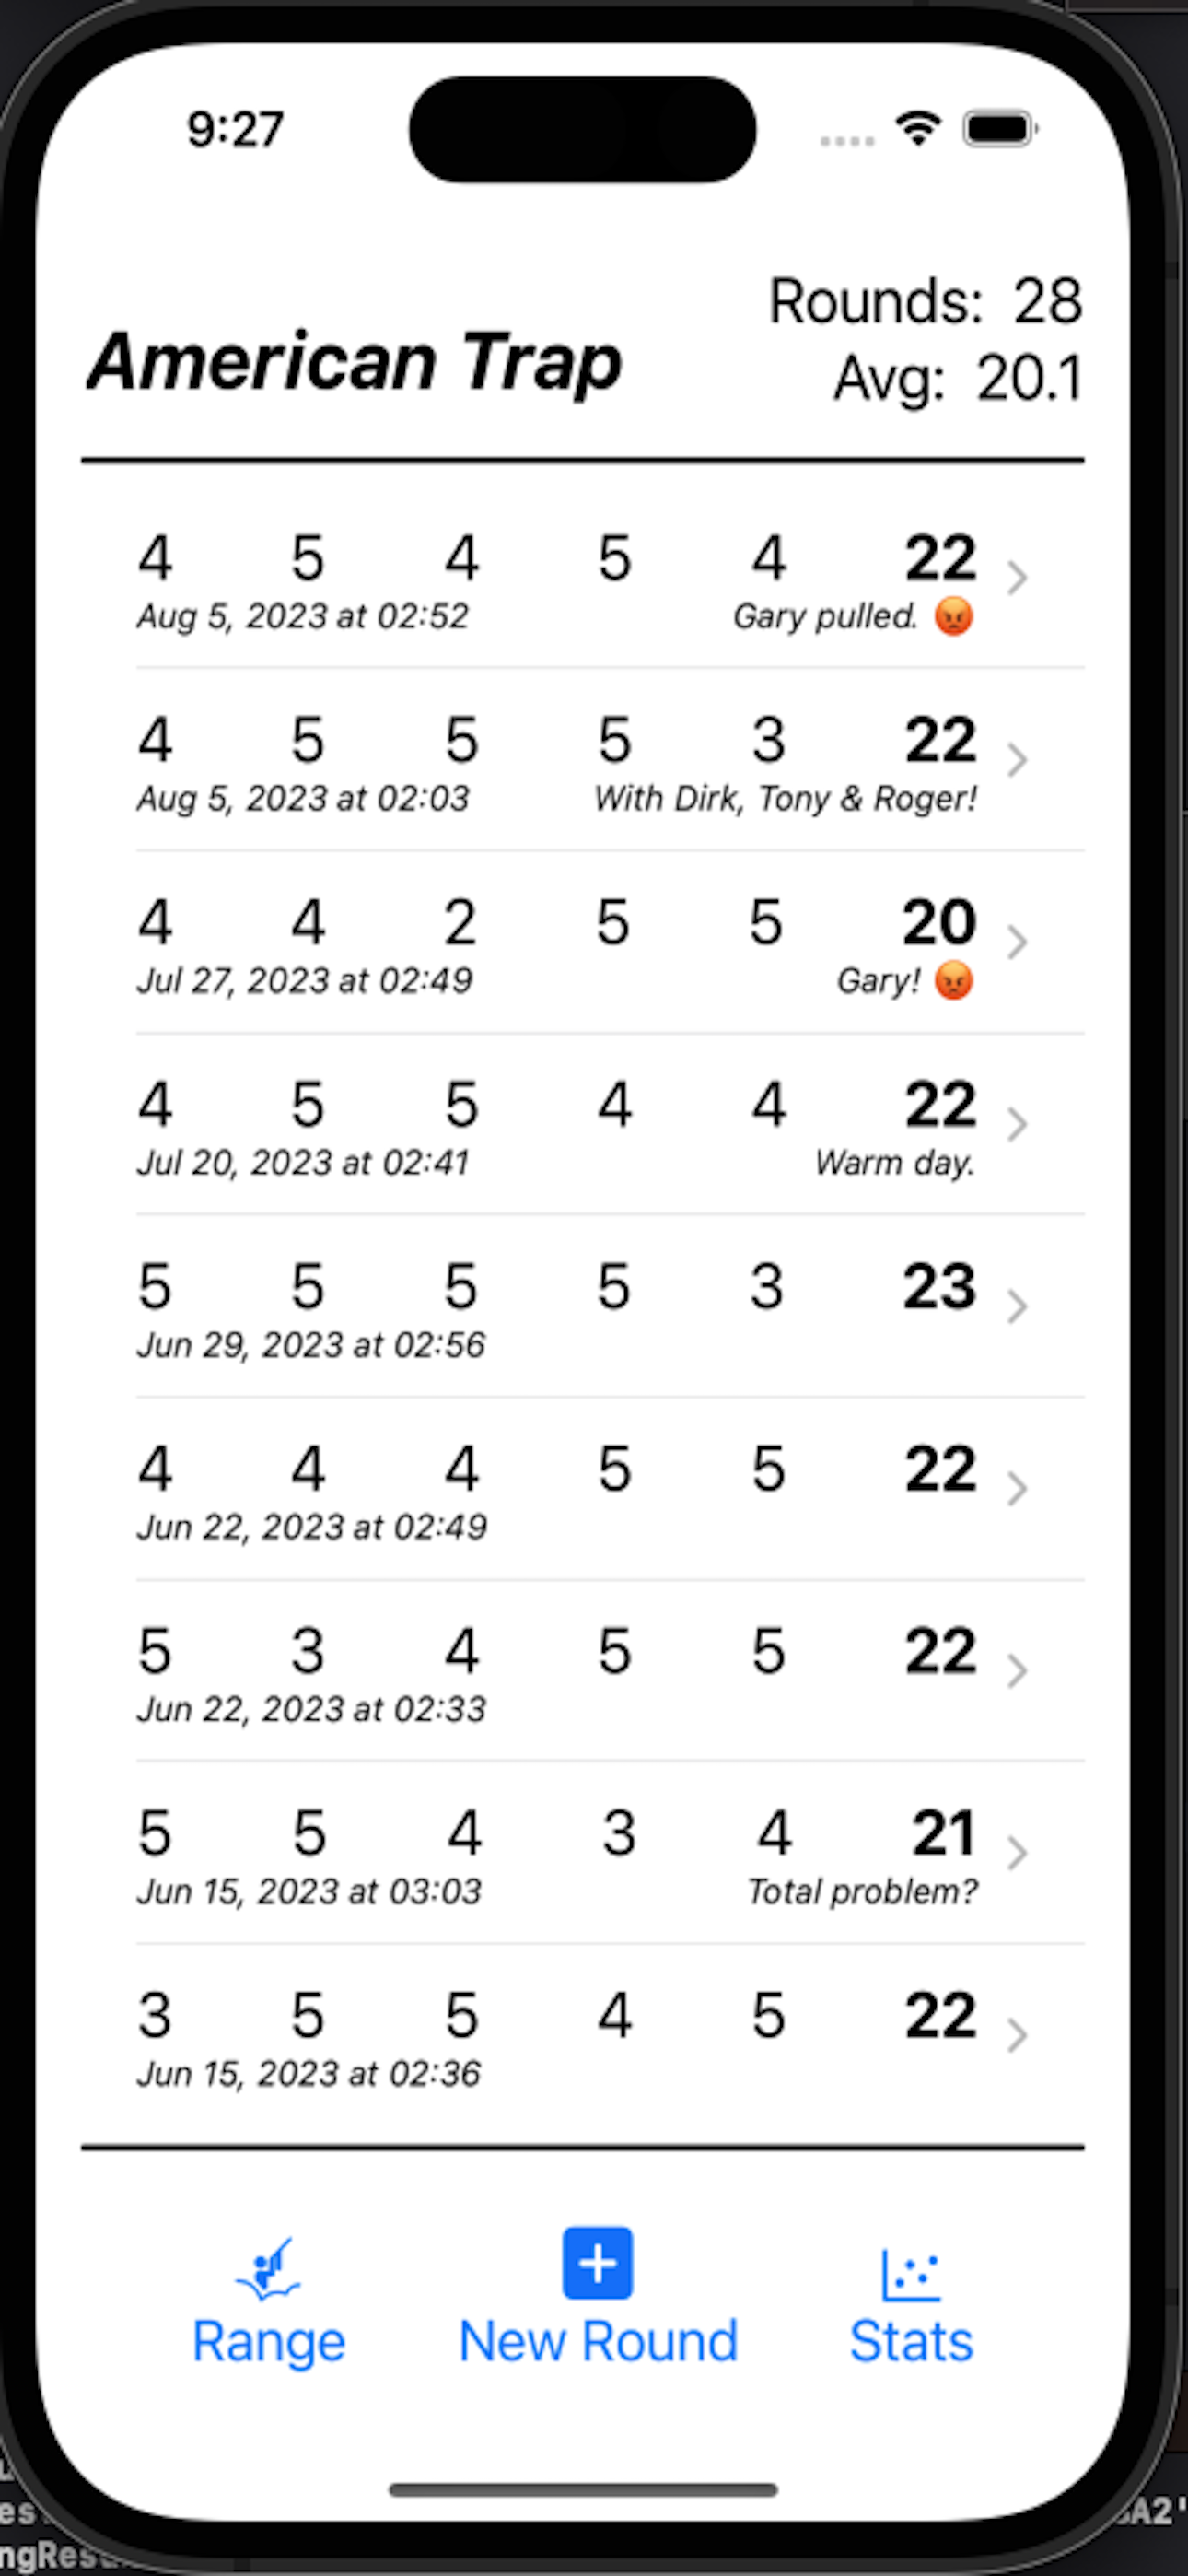 9:27
Rounds: 28
American Trap
Avg: 20.1
4 5 4 5 4 22
Aug 5, 2023 at 02:52 Gary pulled. 😡
4 5 5 5 3 22
Aug 5, 2023 at 02:03 With Dirk, Tony & Roger!
4 4 2 5 5 20
Jul 27, 2023 at 02:49 Gary! 😡
4 5 5 4 4 22
Jul 20, 2023 at 02:41 Warm day.
5 5 5 5 3 23
Jun 29, 2023 at 02:56
4 4 4 5 5 22
Jun 22, 2023 at 02:49
5 3 4 5 5 22
Jun 22, 2023 at 02:33
5 5 4 3 4 21
Jun 15, 2023 at 03:03 Total problem?
3 5 5 4 5 22
Jun 15, 2023 at 02:36
Range New Round Stats